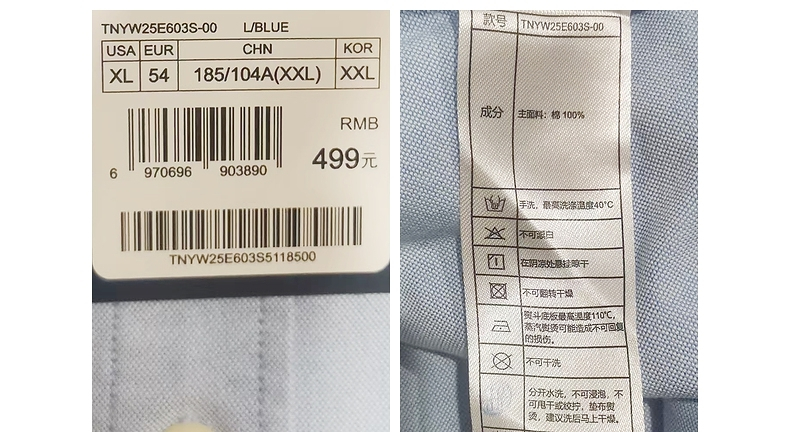 TNYW25E603S-00 L/BLUE
USA EUR CHN KOR
XL 54 185/104A(XXL) XXL
RMB
499元
6 970696 903890
TNYW25E603S5118500
款号 TNYW25E603S-00
成分 主面料：棉 100%
手洗，最高洗涤温度40℃
不可漂白
在阴凉处悬挂晾干
不可翻转干燥
熨斗底板最高温度110℃，
蒸汽熨烫可能造成不可回复
的损伤。
不可干洗
分开水洗，不可浸泡，不
可甩干或绞拧，垫布熨
烫，建议洗后马上干燥。